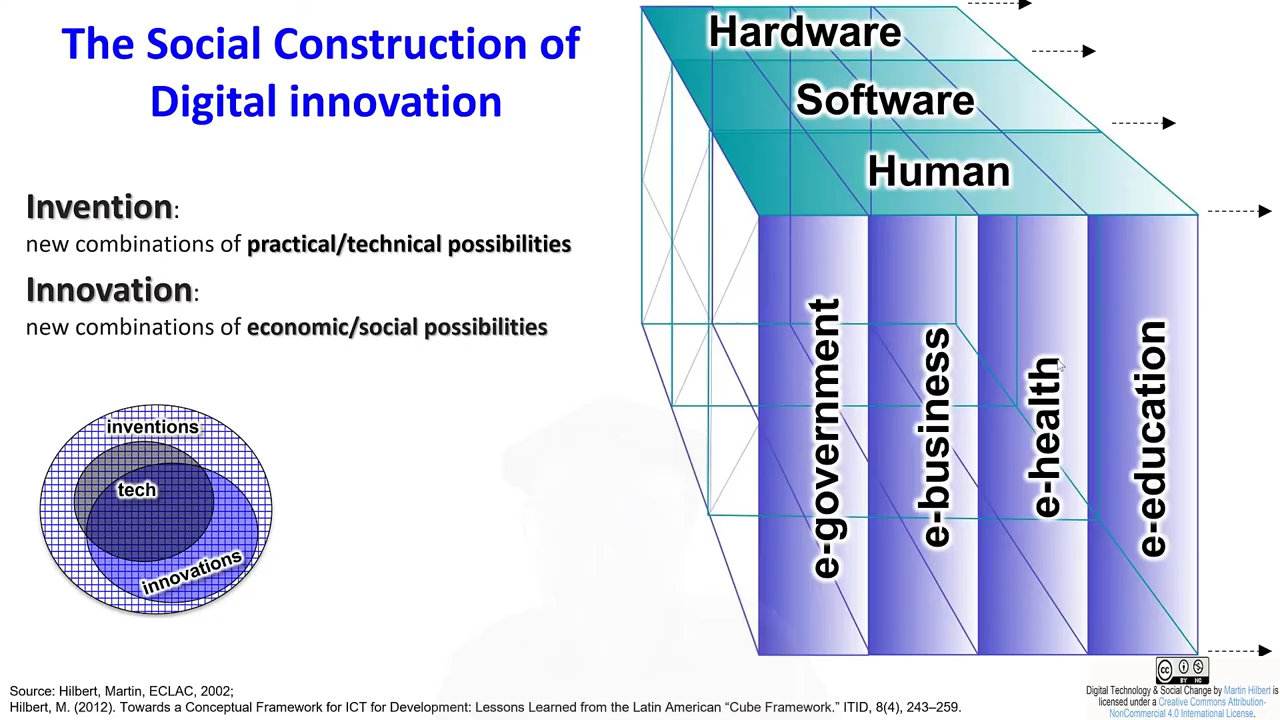 The Social Construction of
Digital innovation
Invention:
new combinations of practical/technical possibilities
Innovation:
new combinations of economic/social possibilities
inventions
tech
innovations
Hardware
Software
Human
e-government
e-business
e-health
e-education
Source: Hilbert, Martin, ECLAC, 2002;
Hilbert, M. (2012). Towards a Conceptual Framework for ICT for Development: Lessons Learned from the Latin American “Cube Framework.” ITID, 8(4), 243–259.
cc
BY NC
Digital Technology & Social Change by Martin Hilbert is
licensed under a Creative Commons Attribution-
NonCommercial 4.0 International License.